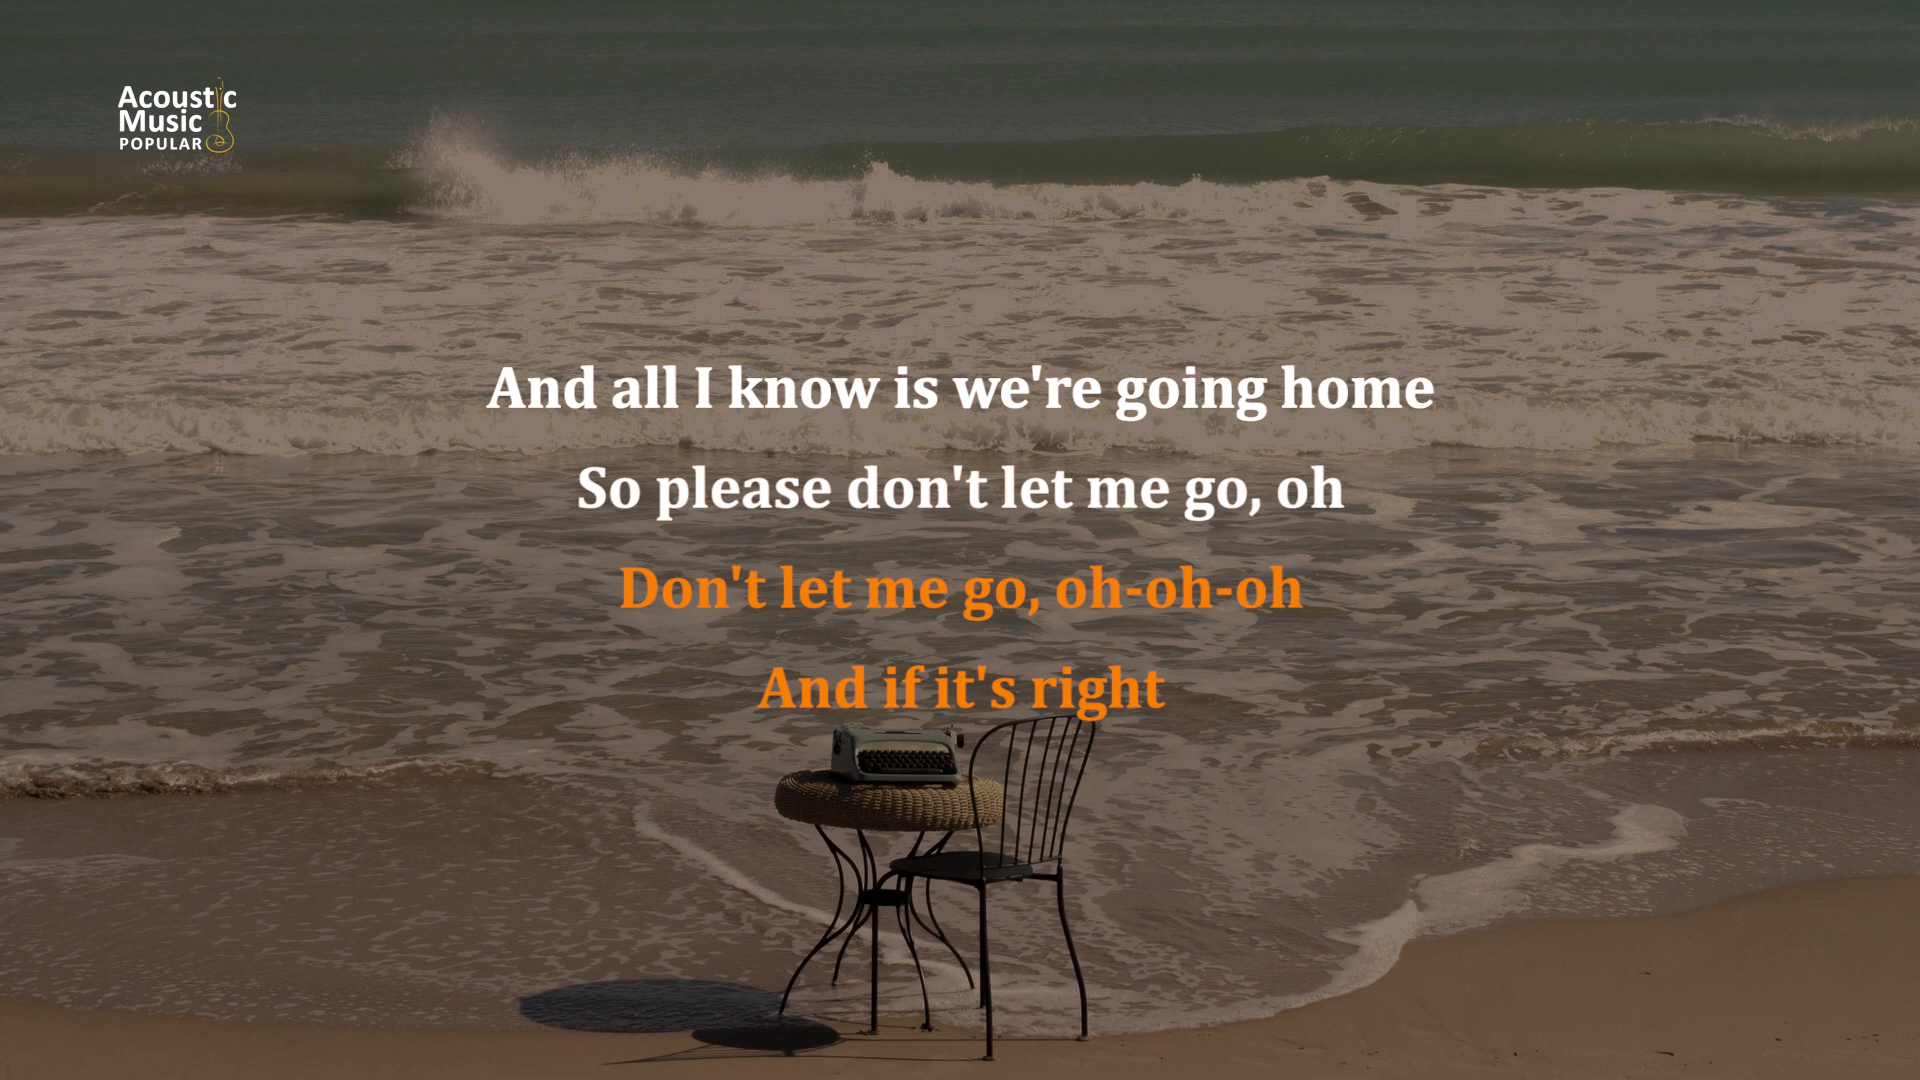 Acoustic
Music
POPULAR
And all I know is we're going home
So please don't let me go, oh
Don't let me go, oh-oh-oh
And if it's right